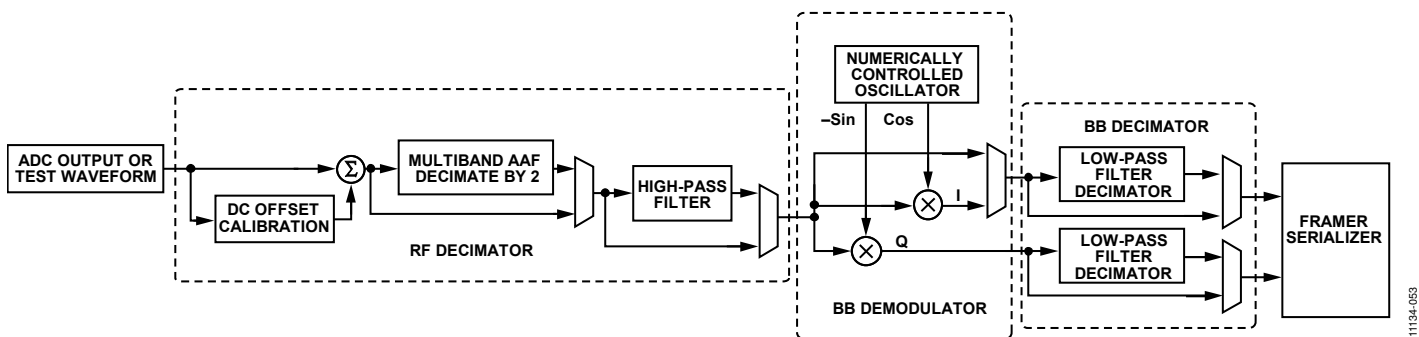 ADC OUTPUT OR
TEST WAVEFORM
DC OFFSET
CALIBRATION
Σ
MULTIBAND AAF
DECIMATE BY 2
HIGH-PASS
FILTER
RF DECIMATOR
NUMERICALLY
CONTROLLED
OSCILLATOR
–Sin
Cos
I
Q
BB DEMODULATOR
BB DECIMATOR
LOW-PASS
FILTER
DECIMATOR
LOW-PASS
FILTER
DECIMATOR
FRAMER
SERIALIZER
11134-053